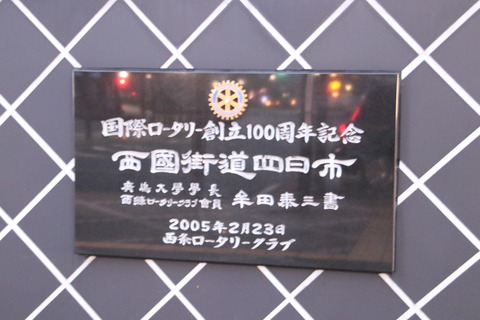 国際ロータリー創立100周年記念
西國街道四日市
広島大學學長
西條ロータリークラブ會員 牟田泰三書
2005年2月23日
西条ロータリークラブ